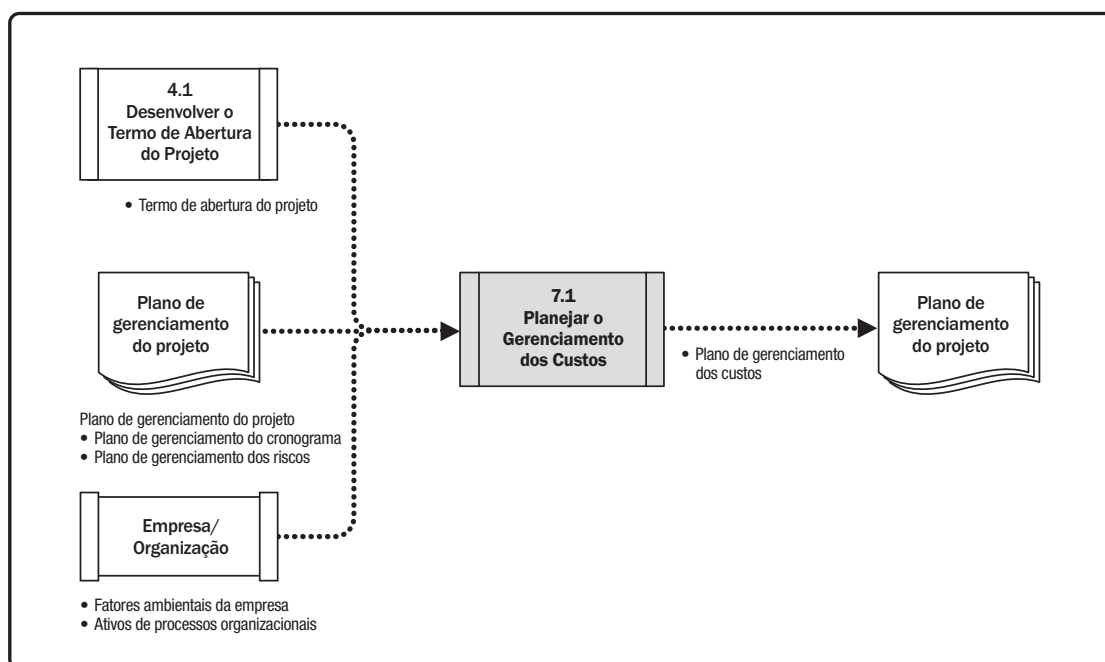 4.1
Desenvolver o
Termo de Abertura
do Projeto
• Termo de abertura do projeto
Plano de
gerenciamento
do projeto
Plano de gerenciamento do projeto
• Plano de gerenciamento do cronograma
• Plano de gerenciamento dos riscos
Empresa/
Organização
• Fatores ambientais da empresa
• Ativos de processos organizacionais
7.1
Planejar o
Gerenciamento
dos Custos
• Plano de gerenciamento
dos custos
Plano de
gerenciamento
do projeto